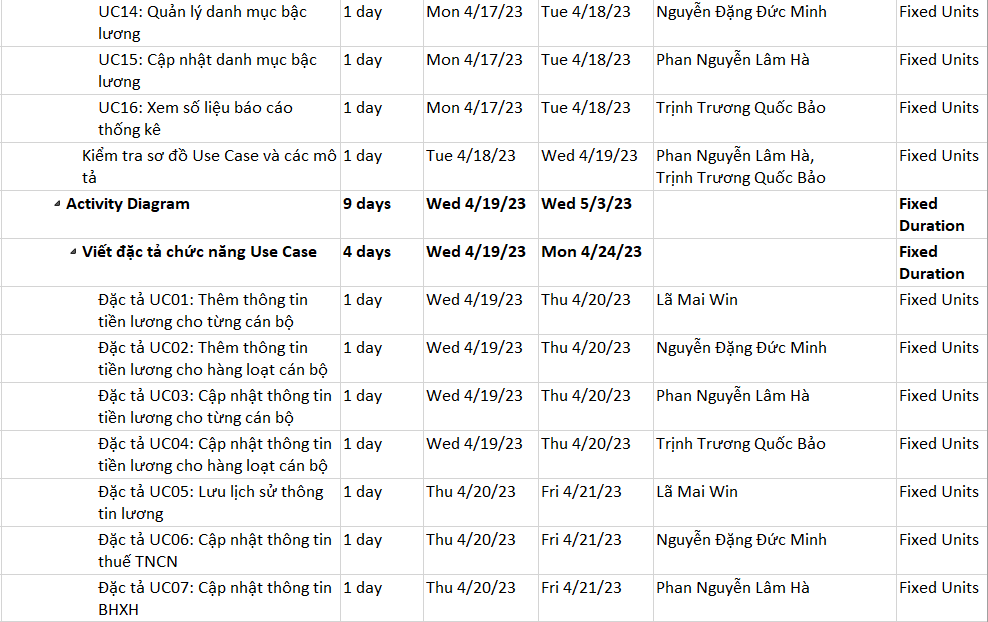 UC14: Quản lý danh mục bậc lương 1 day Mon 4/17/23 Tue 4/18/23 Nguyễn Đặng Đức Minh Fixed Units
UC15: Cập nhật danh mục bậc lương 1 day Mon 4/17/23 Tue 4/18/23 Phan Nguyễn Lâm Hà Fixed Units
UC16: Xem số liệu báo cáo thống kê 1 day Mon 4/17/23 Tue 4/18/23 Trịnh Trương Quốc Bảo Fixed Units
Kiểm tra sơ đồ Use Case và các mô tả 1 day Tue 4/18/23 Wed 4/19/23 Phan Nguyễn Lâm Hà, Trịnh Trương Quốc Bảo Fixed Units
Activity Diagram 9 days Wed 4/19/23 Wed 5/3/23 Fixed Duration
Viết đặc tả chức năng Use Case 4 days Wed 4/19/23 Mon 4/24/23 Fixed Duration
Đặc tả UC01: Thêm thông tin tiền lương cho từng cán bộ 1 day Wed 4/19/23 Thu 4/20/23 Lã Mai Win Fixed Units
Đặc tả UC02: Thêm thông tin tiền lương cho hàng loạt cán bộ 1 day Wed 4/19/23 Thu 4/20/23 Nguyễn Đặng Đức Minh Fixed Units
Đặc tả UC03: Cập nhật thông tin tiền lương cho từng cán bộ 1 day Wed 4/19/23 Thu 4/20/23 Phan Nguyễn Lâm Hà Fixed Units
Đặc tả UC04: Cập nhật thông tin tiền lương cho hàng loạt cán bộ 1 day Wed 4/19/23 Thu 4/20/23 Trịnh Trương Quốc Bảo Fixed Units
Đặc tả UC05: Lưu lịch sử thông tin lương 1 day Thu 4/20/23 Fri 4/21/23 Lã Mai Win Fixed Units
Đặc tả UC06: Cập nhật thông tin thuế TNCN 1 day Thu 4/20/23 Fri 4/21/23 Nguyễn Đặng Đức Minh Fixed Units
Đặc tả UC07: Cập nhật thông tin BHXH 1 day Thu 4/20/23 Fri 4/21/23 Phan Nguyễn Lâm Hà Fixed Units